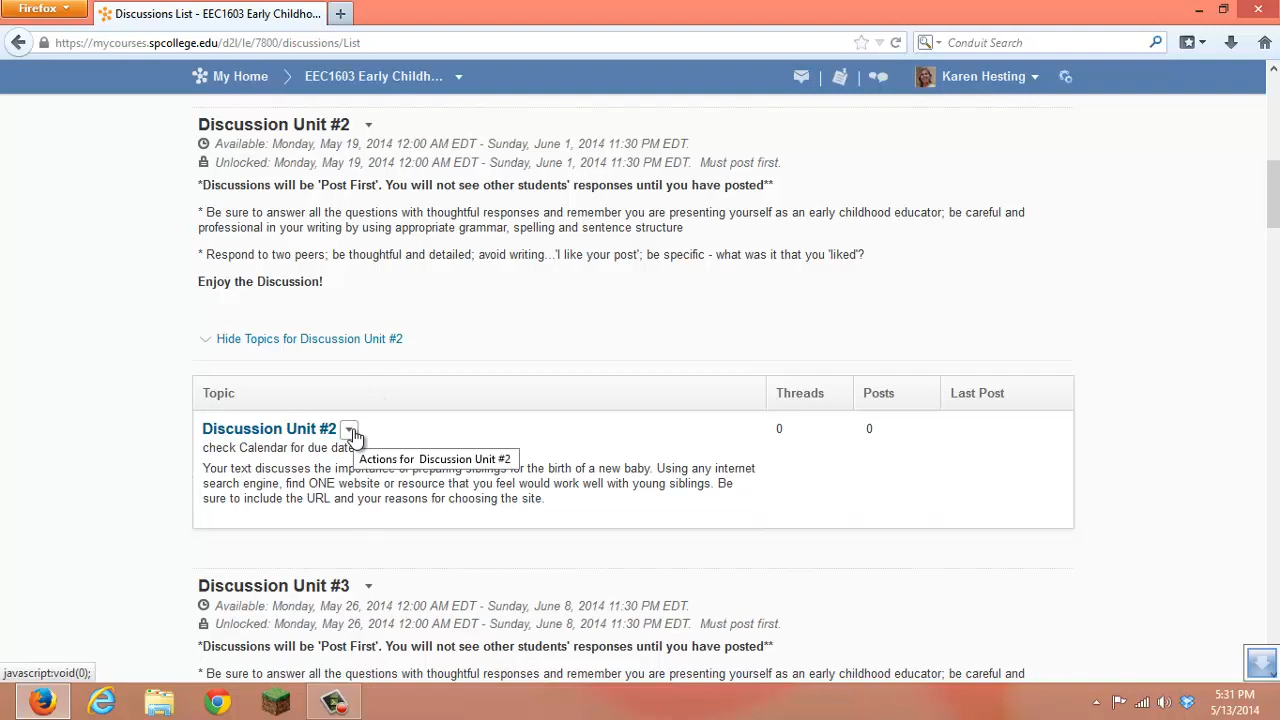 Firefox
Discussions List - EEC1603 Early Childho...
https://mycourses.spcollege.edu/d2l/le/7800/discussions/List
Conduit Search
My Home
EEC1603 Early Childh...
Karen Hesting
Discussion Unit #2
Available: Monday, May 19, 2014 12:00 AM EDT - Sunday, June 1, 2014 11:30 PM EDT.
Unlocked: Monday, May 19, 2014 12:00 AM EDT - Sunday, June 1, 2014 11:30 PM EDT. Must post first.
*Discussions will be 'Post First'. You will not see other students' responses until you have posted**
* Be sure to answer all the questions with thoughtful responses and remember you are presenting yourself as an early childhood educator; be careful and
professional in your writing by using appropriate grammar, spelling and sentence structure
* Respond to two peers; be thoughtful and detailed; avoid writing...'I like your post'; be specific - what was it that you 'liked'?
Enjoy the Discussion!
Hide Topics for Discussion Unit #2
Topic Threads Posts Last Post
Discussion Unit #2 0 0
check Calendar for due date
Actions for Discussion Unit #2
Your text discusses the importance of preparing siblings for the birth of a new baby. Using any internet
search engine, find ONE website or resource that you feel would work well with young siblings. Be
sure to include the URL and your reasons for choosing the site.
Discussion Unit #3
Available: Monday, May 26, 2014 12:00 AM EDT - Sunday, June 8, 2014 11:30 PM EDT.
Unlocked: Monday, May 26, 2014 12:00 AM EDT - Sunday, June 8, 2014 11:30 PM EDT. Must post first.
*Discussions will be 'Post First'. You will not see other students' responses until you have posted**
* Be sure to answer all the questions with thoughtful responses and remember you are presenting yourself as an early childhood educator; be careful and
javascript:void(0);
5:31 PM
5/13/2014